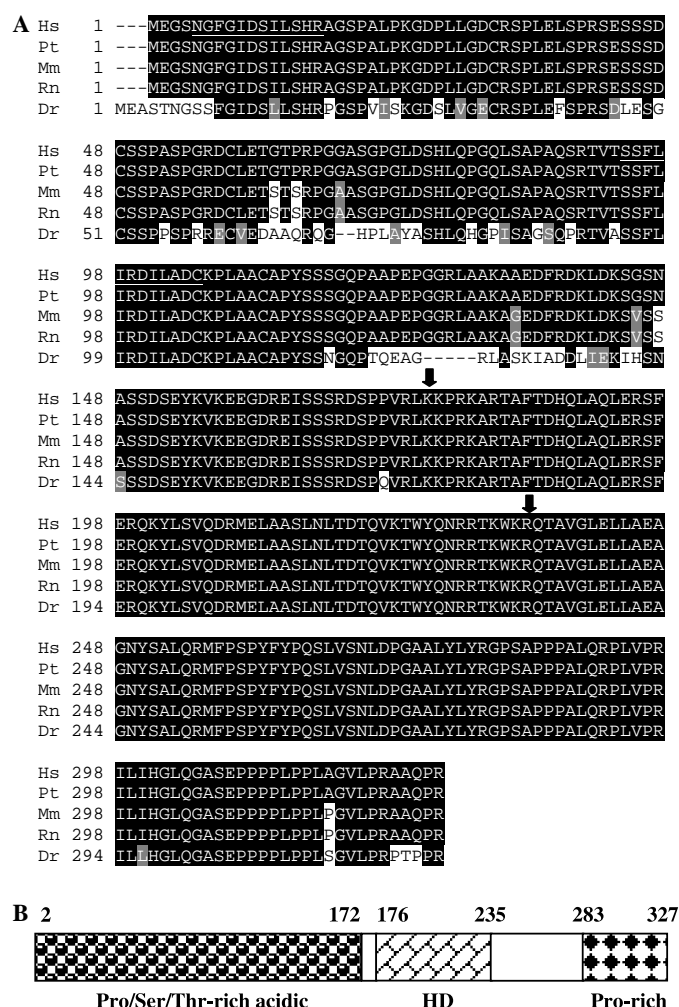 A
Hs 1 ---MEGSNGFGIDSILSHRAGSPALPKGDPLLGDCRSPLELSPRSESSSD
Pt 1 ---MEGSNGFGIDSILSHRAGSPALPKGDPLLGDCRSPLELSPRSESSSD
Mm 1 ---MEGSNGFGIDSILSHRAGSPALPKGDPLLGDCRSPLELSPRSESSSD
Rn 1 ---MEGSNGFGIDSILSHRAGSPALPKGDPLLGDCRSPLELSPRSESSSD
Dr 1 MEASTNGSSFGIDSLLSHRPGSPVISKGDSLVGECRSPLEFSPRSDLESG
Hs 48 CSSPASPGRDCLETGTPRPGGASGPGLDSHLQPGQLSAPAQSRTVTSSFL
Pt 48 CSSPASPGRDCLETGTPRPGGASGPGLDSHLQPGQLSAPAQSRTVTSSFL
Mm 48 CSSPASPGRDCLETSTSRPGAASGPGLDSHLQPGQLSAPAQSRTVTSSFL
Rn 48 CSSPASPGRDCLETSTSRPGAASGPGLDSHLQPGQLSAPAQSRTVTSSFL
Dr 51 CSSPPSPRRECVEDAAQRQG--HPLAYASHLQHGPISAGSQPRTVASSFL
Hs 98 IRDILADCKPLAACAPYSSSGQPAAPEPGGRLAAKAAEDFRDKLDKSGSN
Pt 98 IRDILADCKPLAACAPYSSSGQPAAPEPGGRLAAKAAEDFRDKLDKSGSN
Mm 98 IRDILADCKPLAACAPYSSSGQPAAPEPGGRLAAKAGEDFRDKLDKSVSS
Rn 98 IRDILADCKPLAACAPYSSSGQPAAPEPGGRLAAKAGEDFRDKLDKSVSS
Dr 99 IRDILADCKPLAACAPYSSNGQPTQEAG-----RLASKIADDLIEKIHSN
Hs 148 ASSDSEYKVKEEGDREISSSRDSPPVRLKKPRKARTAFTDHQLAQLERSF
Pt 148 ASSDSEYKVKEEGDREISSSRDSPPVRLKKPRKARTAFTDHQLAQLERSF
Mm 148 ASSDSEYKVKEEGDREISSSRDSPPVRLKKPRKARTAFTDHQLAQLERSF
Rn 148 ASSDSEYKVKEEGDREISSSRDSPPVRLKKPRKARTAFTDHQLAQLERSF
Dr 144 SSSDSEYKVKEEGDREISSSRDSPQVRLKKPRKARTAFTDHQLAQLERSF
Hs 198 ERQKYLSVQDRMELAASLNLTDTQVKTWYQNRRTKWKRQTAVGLELLAEA
Pt 198 ERQKYLSVQDRMELAASLNLTDTQVKTWYQNRRTKWKRQTAVGLELLAEA
Mm 198 ERQKYLSVQDRMELAASLNLTDTQVKTWYQNRRTKWKRQTAVGLELLAEA
Rn 198 ERQKYLSVQDRMELAASLNLTDTQVKTWYQNRRTKWKRQTAVGLELLAEA
Dr 194 ERQKYLSVQDRMELAASLNLTDTQVKTWYQNRRTKWKRQTAVGLELLAEA
Hs 248 GNYSALQRMFPSPYFYPQSLVSNLDPGAALYLYRGPSAPPPALQRPLVPR
Pt 248 GNYSALQRMFPSPYFYPQSLVSNLDPGAALYLYRGPSAPPPALQRPLVPR
Mm 248 GNYSALQRMFPSPYFYPQSLVSNLDPGAALYLYRGPSAPPPALQRPLVPR
Rn 248 GNYSALQRMFPSPYFYPQSLVSNLDPGAALYLYRGPSAPPPALQRPLVPR
Dr 244 GNYSALQRMFPSPYFYPQSLVSNLDPGAALYLYRGPSAPPPALQRPLVPR
Hs 298 ILIHGLQGASEPPPPLPPLAGVLPRAAQPR
Pt 298 ILIHGLQGASEPPPPLPPLAGVLPRAAQPR
Mm 298 ILIHGLQGASEPPPPLPPLPGVLPRAAQPR
Rn 298 ILIHGLQGASEPPPPLPPLPGVLPRAAQPR
Dr 294 ILLHGLQGASEPPPPLPPLSGVLPRPTPPR
B 2 172 176 235 283 327
Pro/Ser/Thr-rich acidic HD Pro-rich